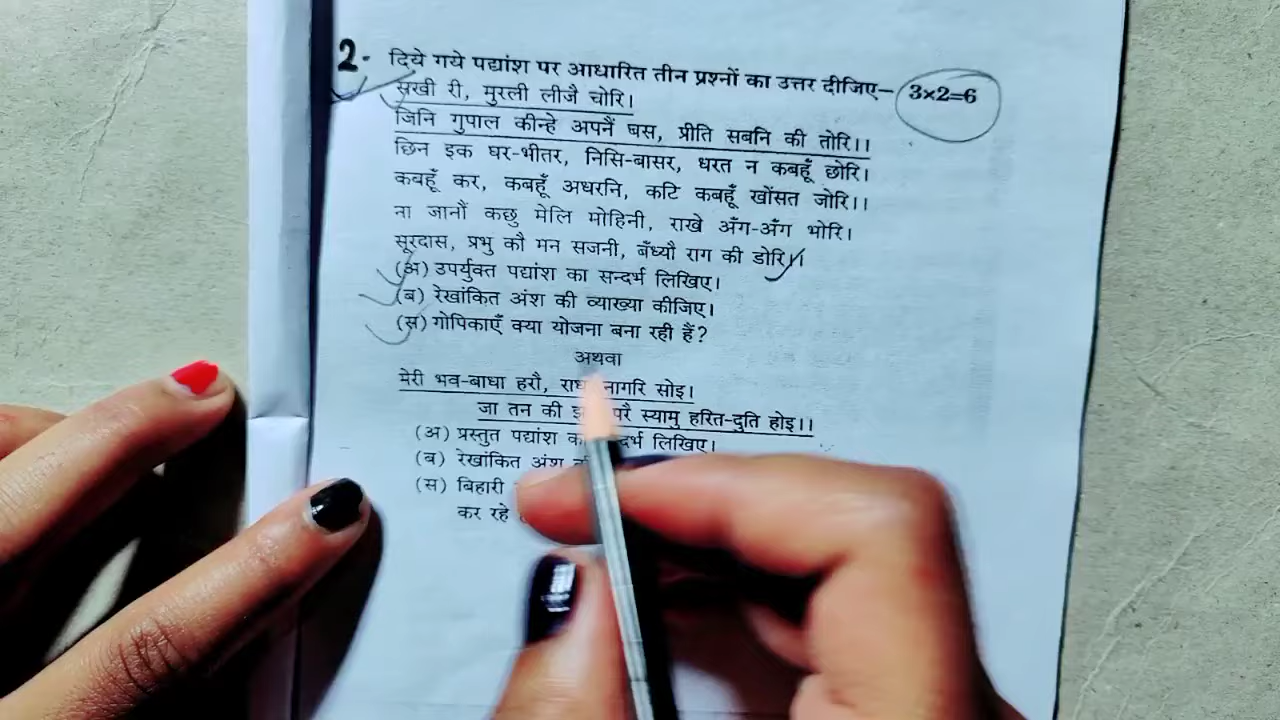 2- दिये गये पद्यांश पर आधारित तीन प्रश्नों का उत्तर दीजिए– 3×2=6
सखी री, मुरली लीजै चोरि।
जिनि गुपाल कीन्हे अपनैं बस, प्रीति सबनि की तोरि।।
छिन इक घर-भीतर, निसि-बासर, धरत न कबहूँ छोरि।
कबहूँ कर, कबहूँ अधरनि, कटि कबहूँ खोंसत जोरि।।
ना जानौं कछु मेलि मोहिनी, राखे अँग-अँग भोरि।
सूरदास, प्रभु कौ मन सजनी, बँध्यौ राग की डोरि।।
(अ) उपर्युक्त पद्यांश का सन्दर्भ लिखिए।
(ब) रेखांकित अंश की व्याख्या कीजिए।
(स) गोपिकाएँ क्या योजना बना रही हैं?
अथवा
मेरी भव-बाधा हरौ, राधा नागरि सोइ।
जा तन की परै स्यामु हरित-दुति होइ।।
(अ) प्रस्तुत पद्यांश लिखिए।
(ब) रेखांकित अंश
(स) बिहारी
कर रहे